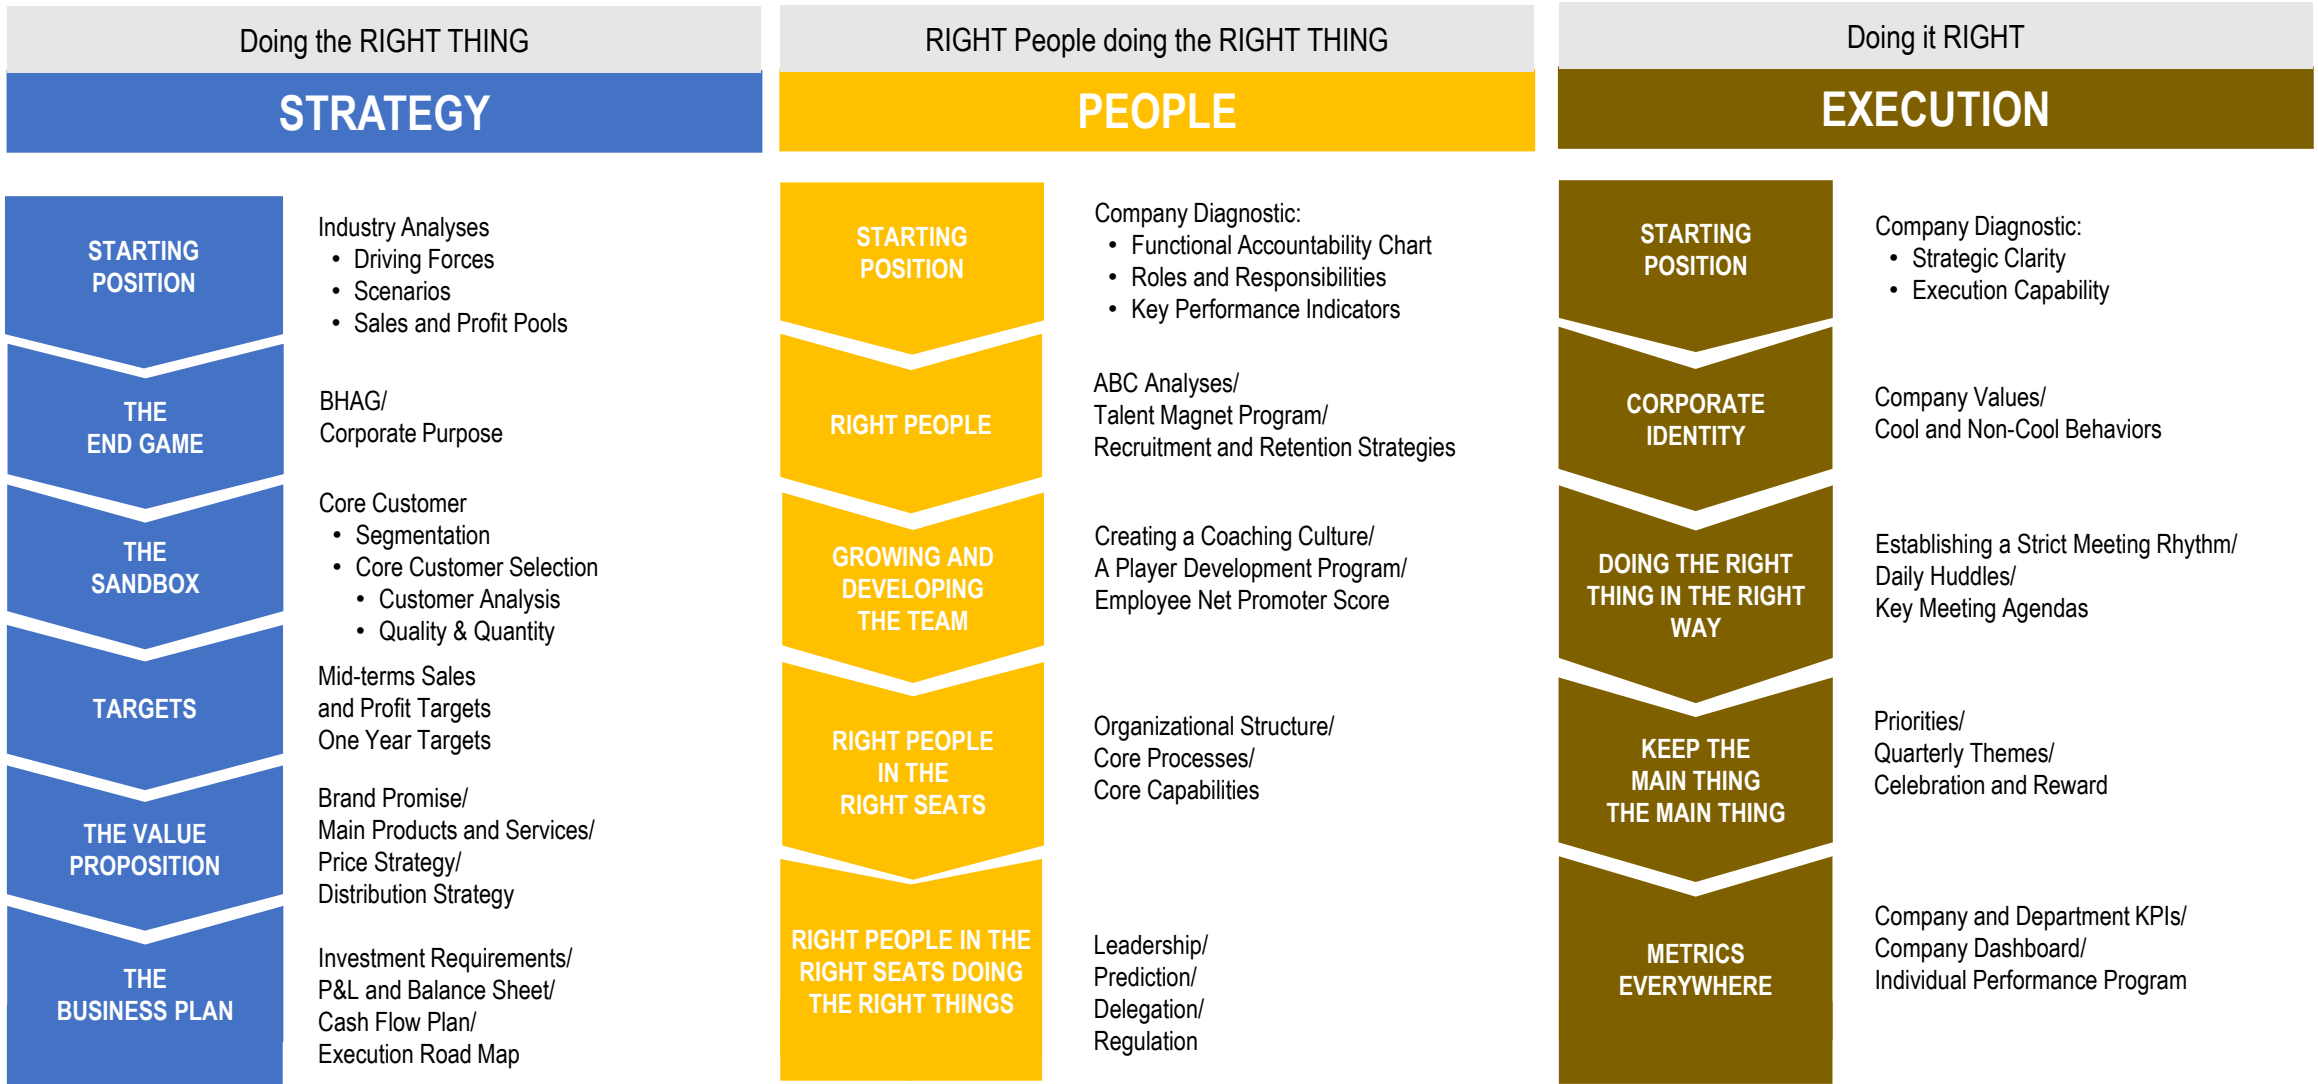 Doing the RIGHT THING
STRATEGY
STARTING
POSITION
Industry Analyses
• Driving Forces
• Scenarios
• Sales and Profit Pools
THE
END GAME
BHAG/
Corporate Purpose
THE
SANDBOX
Core Customer
• Segmentation
• Core Customer Selection
• Customer Analysis
• Quality & Quantity
TARGETS
Mid-terms Sales
and Profit Targets
One Year Targets
THE VALUE
PROPOSITION
Brand Promise/
Main Products and Services/
Price Strategy/
Distribution Strategy
THE
BUSINESS PLAN
Investment Requirements/
P&L and Balance Sheet/
Cash Flow Plan/
Execution Road Map
RIGHT People doing the RIGHT THING
PEOPLE
STARTING
POSITION
Company Diagnostic:
• Functional Accountability Chart
• Roles and Responsibilities
• Key Performance Indicators
RIGHT PEOPLE
ABC Analyses/
Talent Magnet Program/
Recruitment and Retention Strategies
GROWING AND
DEVELOPING
THE TEAM
Creating a Coaching Culture/
A Player Development Program/
Employee Net Promoter Score
RIGHT PEOPLE
IN THE
RIGHT SEATS
Organizational Structure/
Core Processes/
Core Capabilities
RIGHT PEOPLE IN THE
RIGHT SEATS DOING
THE RIGHT THINGS
Leadership/
Prediction/
Delegation/
Regulation
Doing it RIGHT
EXECUTION
STARTING
POSITION
Company Diagnostic:
• Strategic Clarity
• Execution Capability
CORPORATE
IDENTITY
Company Values/
Cool and Non-Cool Behaviors
DOING THE RIGHT
THING IN THE RIGHT
WAY
Establishing a Strict Meeting Rhythm/
Daily Huddles/
Key Meeting Agendas
KEEP THE
MAIN THING
THE MAIN THING
Priorities/
Quarterly Themes/
Celebration and Reward
METRICS
EVERYWHERE
Company and Department KPIs/
Company Dashboard/
Individual Performance Program